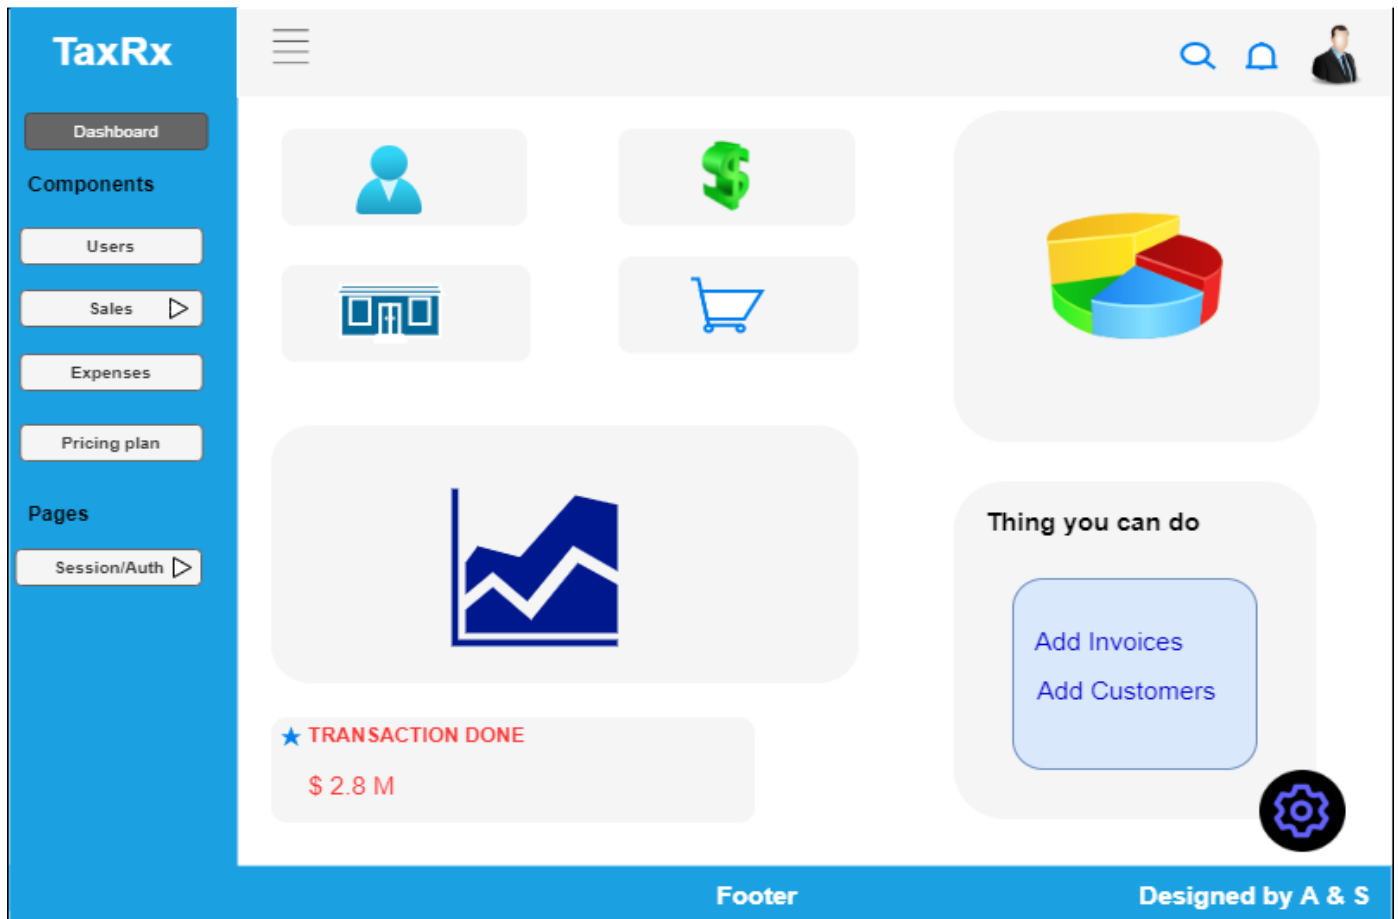 TaxRx
Dashboard
Components
Users
Sales
Expenses
Pricing plan
Pages
Session/Auth
Thing you can do
Add Invoices
Add Customers
TRANSACTION DONE
$ 2.8 M
Footer
Designed by A & S